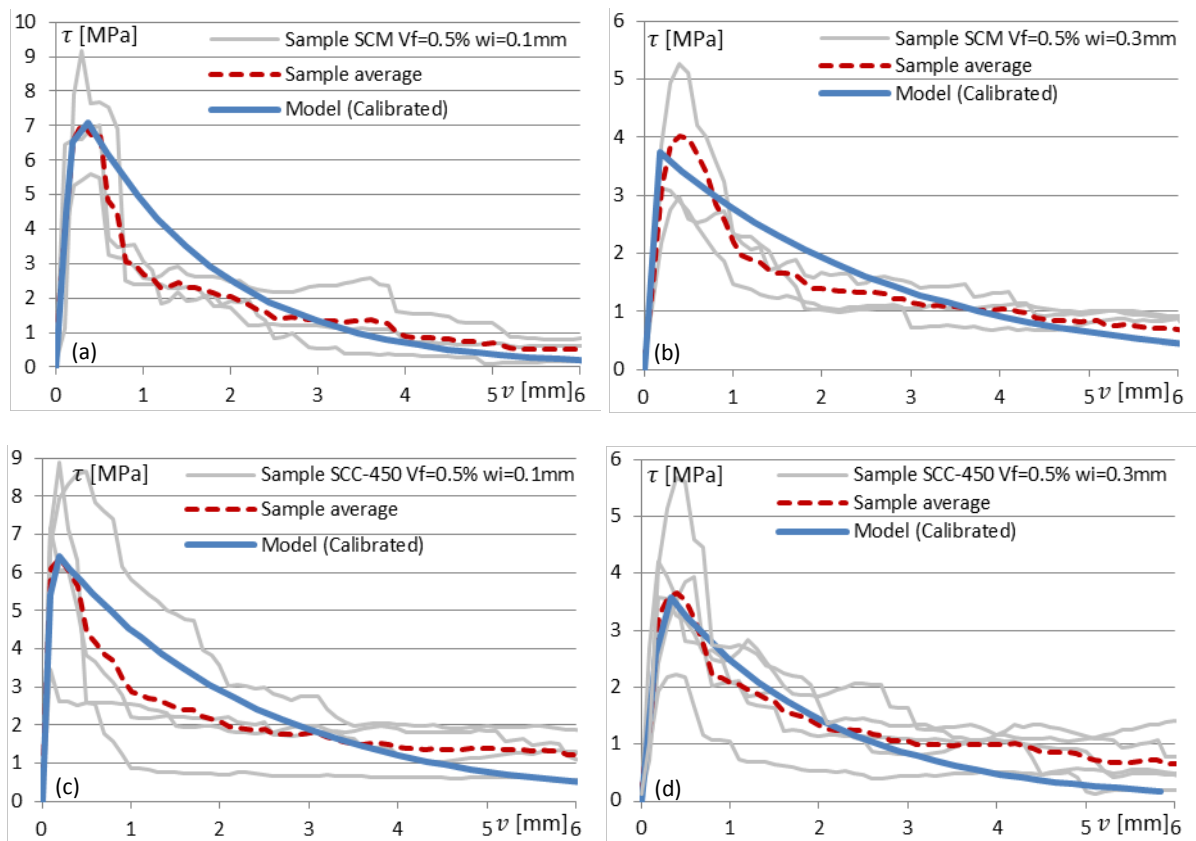 τ [MPa]
Sample SCM Vf=0.5% wi=0.1mm
Sample average
Model (Calibrated)
10
9
8
7
6
5
4
3
2
1
0
(a)
0 1 2 3 4 5 v [mm] 6
τ [MPa]
Sample SCM Vf=0.5% wi=0.3mm
Sample average
Model (Calibrated)
6
5
4
3
2
1
0
(b)
0 1 2 3 4 5 v [mm] 6
τ [MPa]
Sample SCC-450 Vf=0.5% wi=0.1mm
Sample average
Model (Calibrated)
9
8
7
6
5
4
3
2
1
0
(c)
0 1 2 3 4 5 v [mm] 6
τ [MPa]
Sample SCC-450 Vf=0.5% wi=0.3mm
Sample average
Model (Calibrated)
6
5
4
3
2
1
0
(d)
0 1 2 3 4 5 v [mm] 6